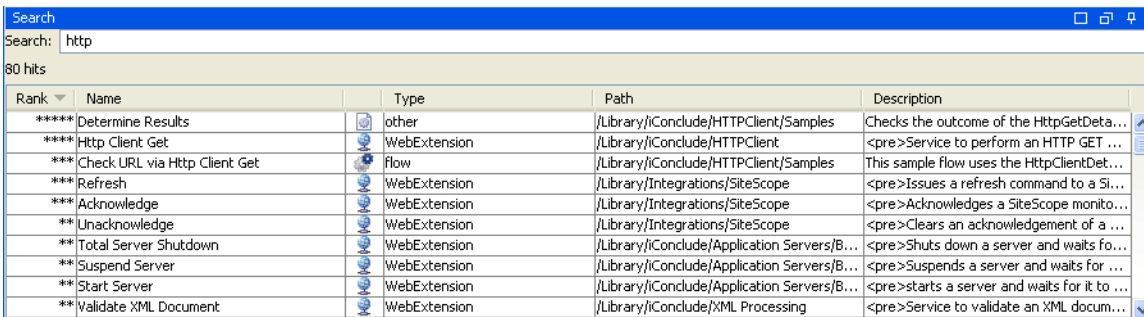 Search
Search: http
80 hits
Rank Name Type Path Description
***** Determine Results other /Library/iConclude/HTTPClient/Samples Checks the outcome of the HttpGetDeta...
**** Http Client Get WebExtension /Library/iConclude/HTTPClient <pre>Service to perform an HTTP GET ...
*** Check URL via Http Client Get flow /Library/iConclude/HTTPClient/Samples This sample flow uses the HttpClientDet...
*** Refresh WebExtension /Library/Integrations/SiteScope <pre>Issues a refresh command to a Si...
*** Acknowledge WebExtension /Library/Integrations/SiteScope <pre>Acknowledges a SiteScope monito...
** Unacknowledge WebExtension /Library/Integrations/SiteScope <pre>Clears an acknowledgement of a ...
** Total Server Shutdown WebExtension /Library/iConclude/Application Servers/B... <pre>Shuts down a server and waits fo...
** Suspend Server WebExtension /Library/iConclude/Application Servers/B... <pre>Suspends a server and waits for ...
** Start Server WebExtension /Library/iConclude/Application Servers/B... <pre>starts a server and waits for it to ...
** Validate XML Document WebExtension /Library/iConclude/XML Processing <pre>Service to validate an XML docum...